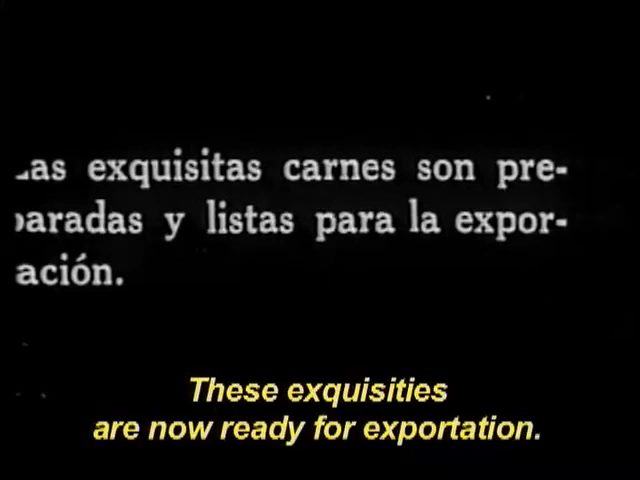 as exquisitas carnes son pre-
aradas y listas para la expor-
ación.
These exquisities
are now ready for exportation.